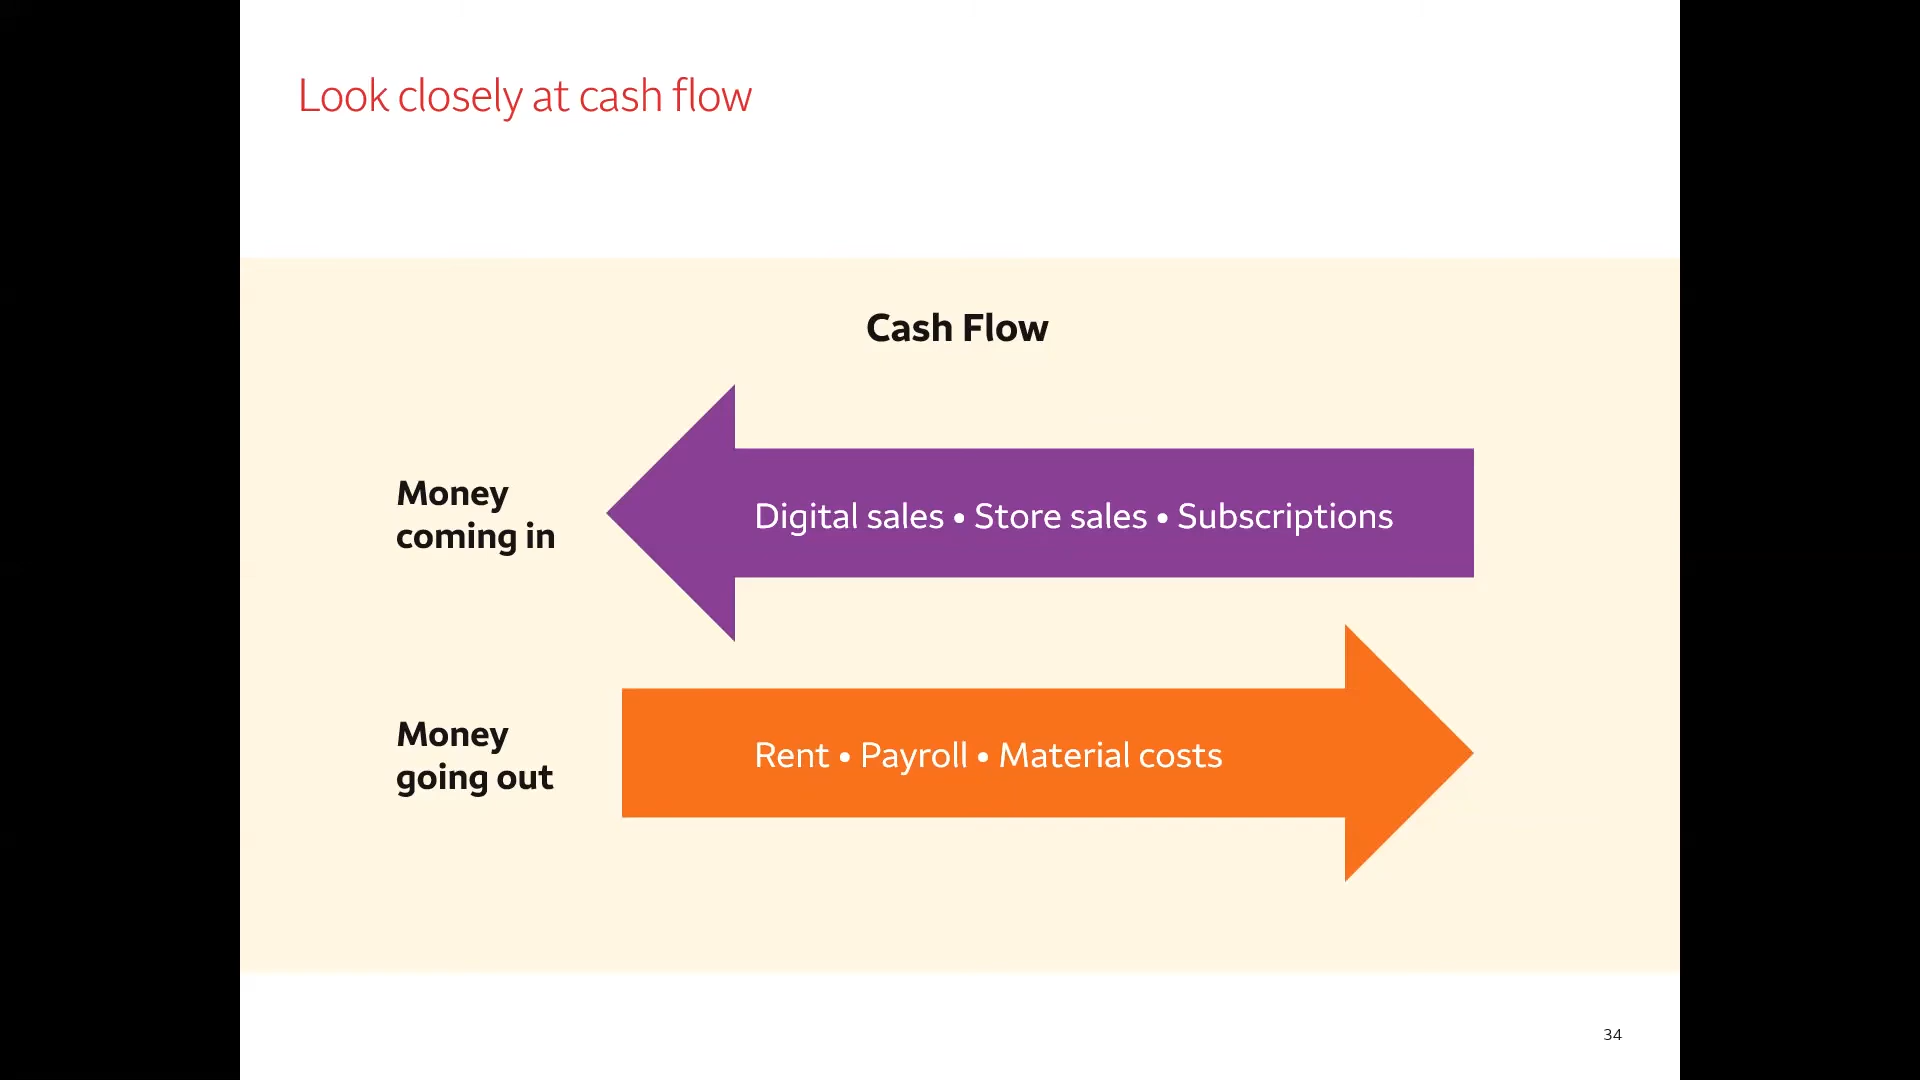 Look closely at cash flow
Cash Flow
Money
coming in
Digital sales • Store sales • Subscriptions
Money
going out
Rent • Payroll • Material costs
34